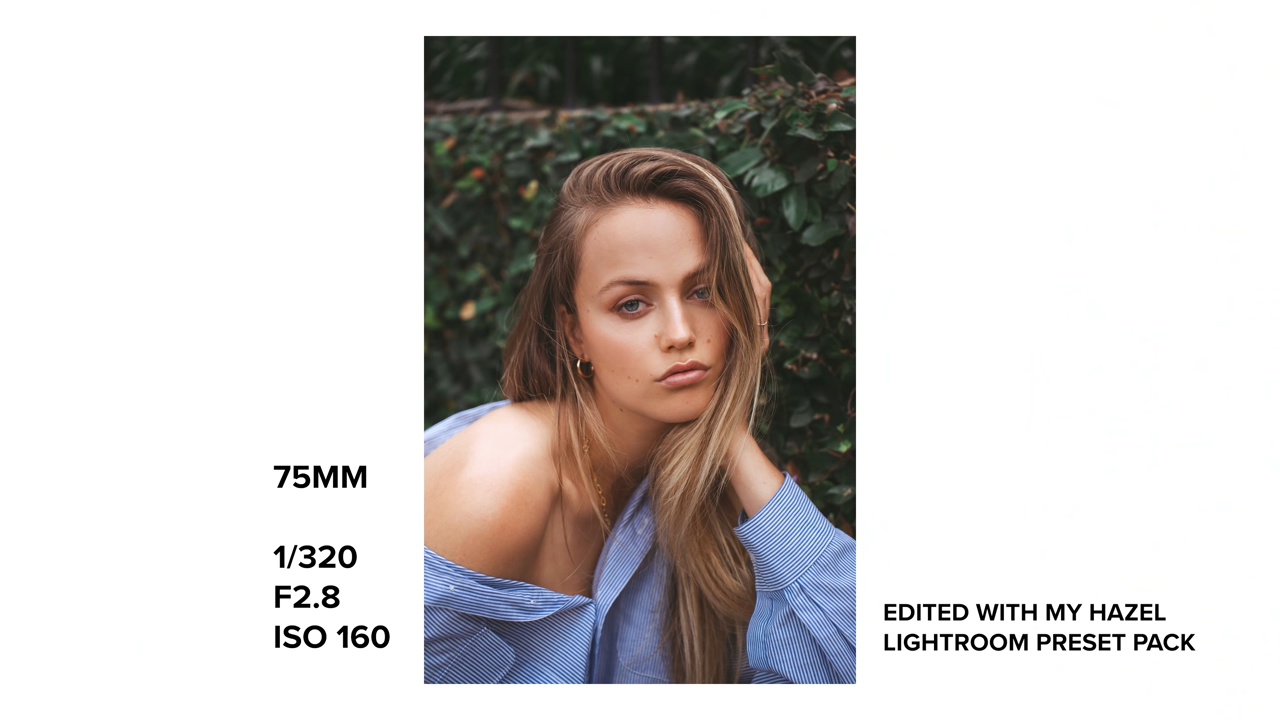 75MM
1/320
F2.8
ISO 160
EDITED WITH MY HAZEL
LIGHTROOM PRESET PACK